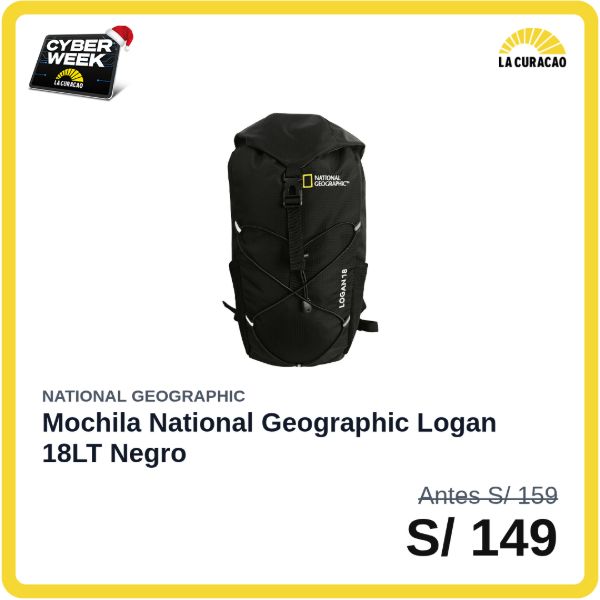 CYBER
WEEK
LA CURACAO
LA CURACAO
NATIONAL
GEOGRAPHIC™
LOGAN 18
NATIONAL GEOGRAPHIC
Mochila National Geographic Logan
18LT Negro
Antes S/ 159
S/ 149